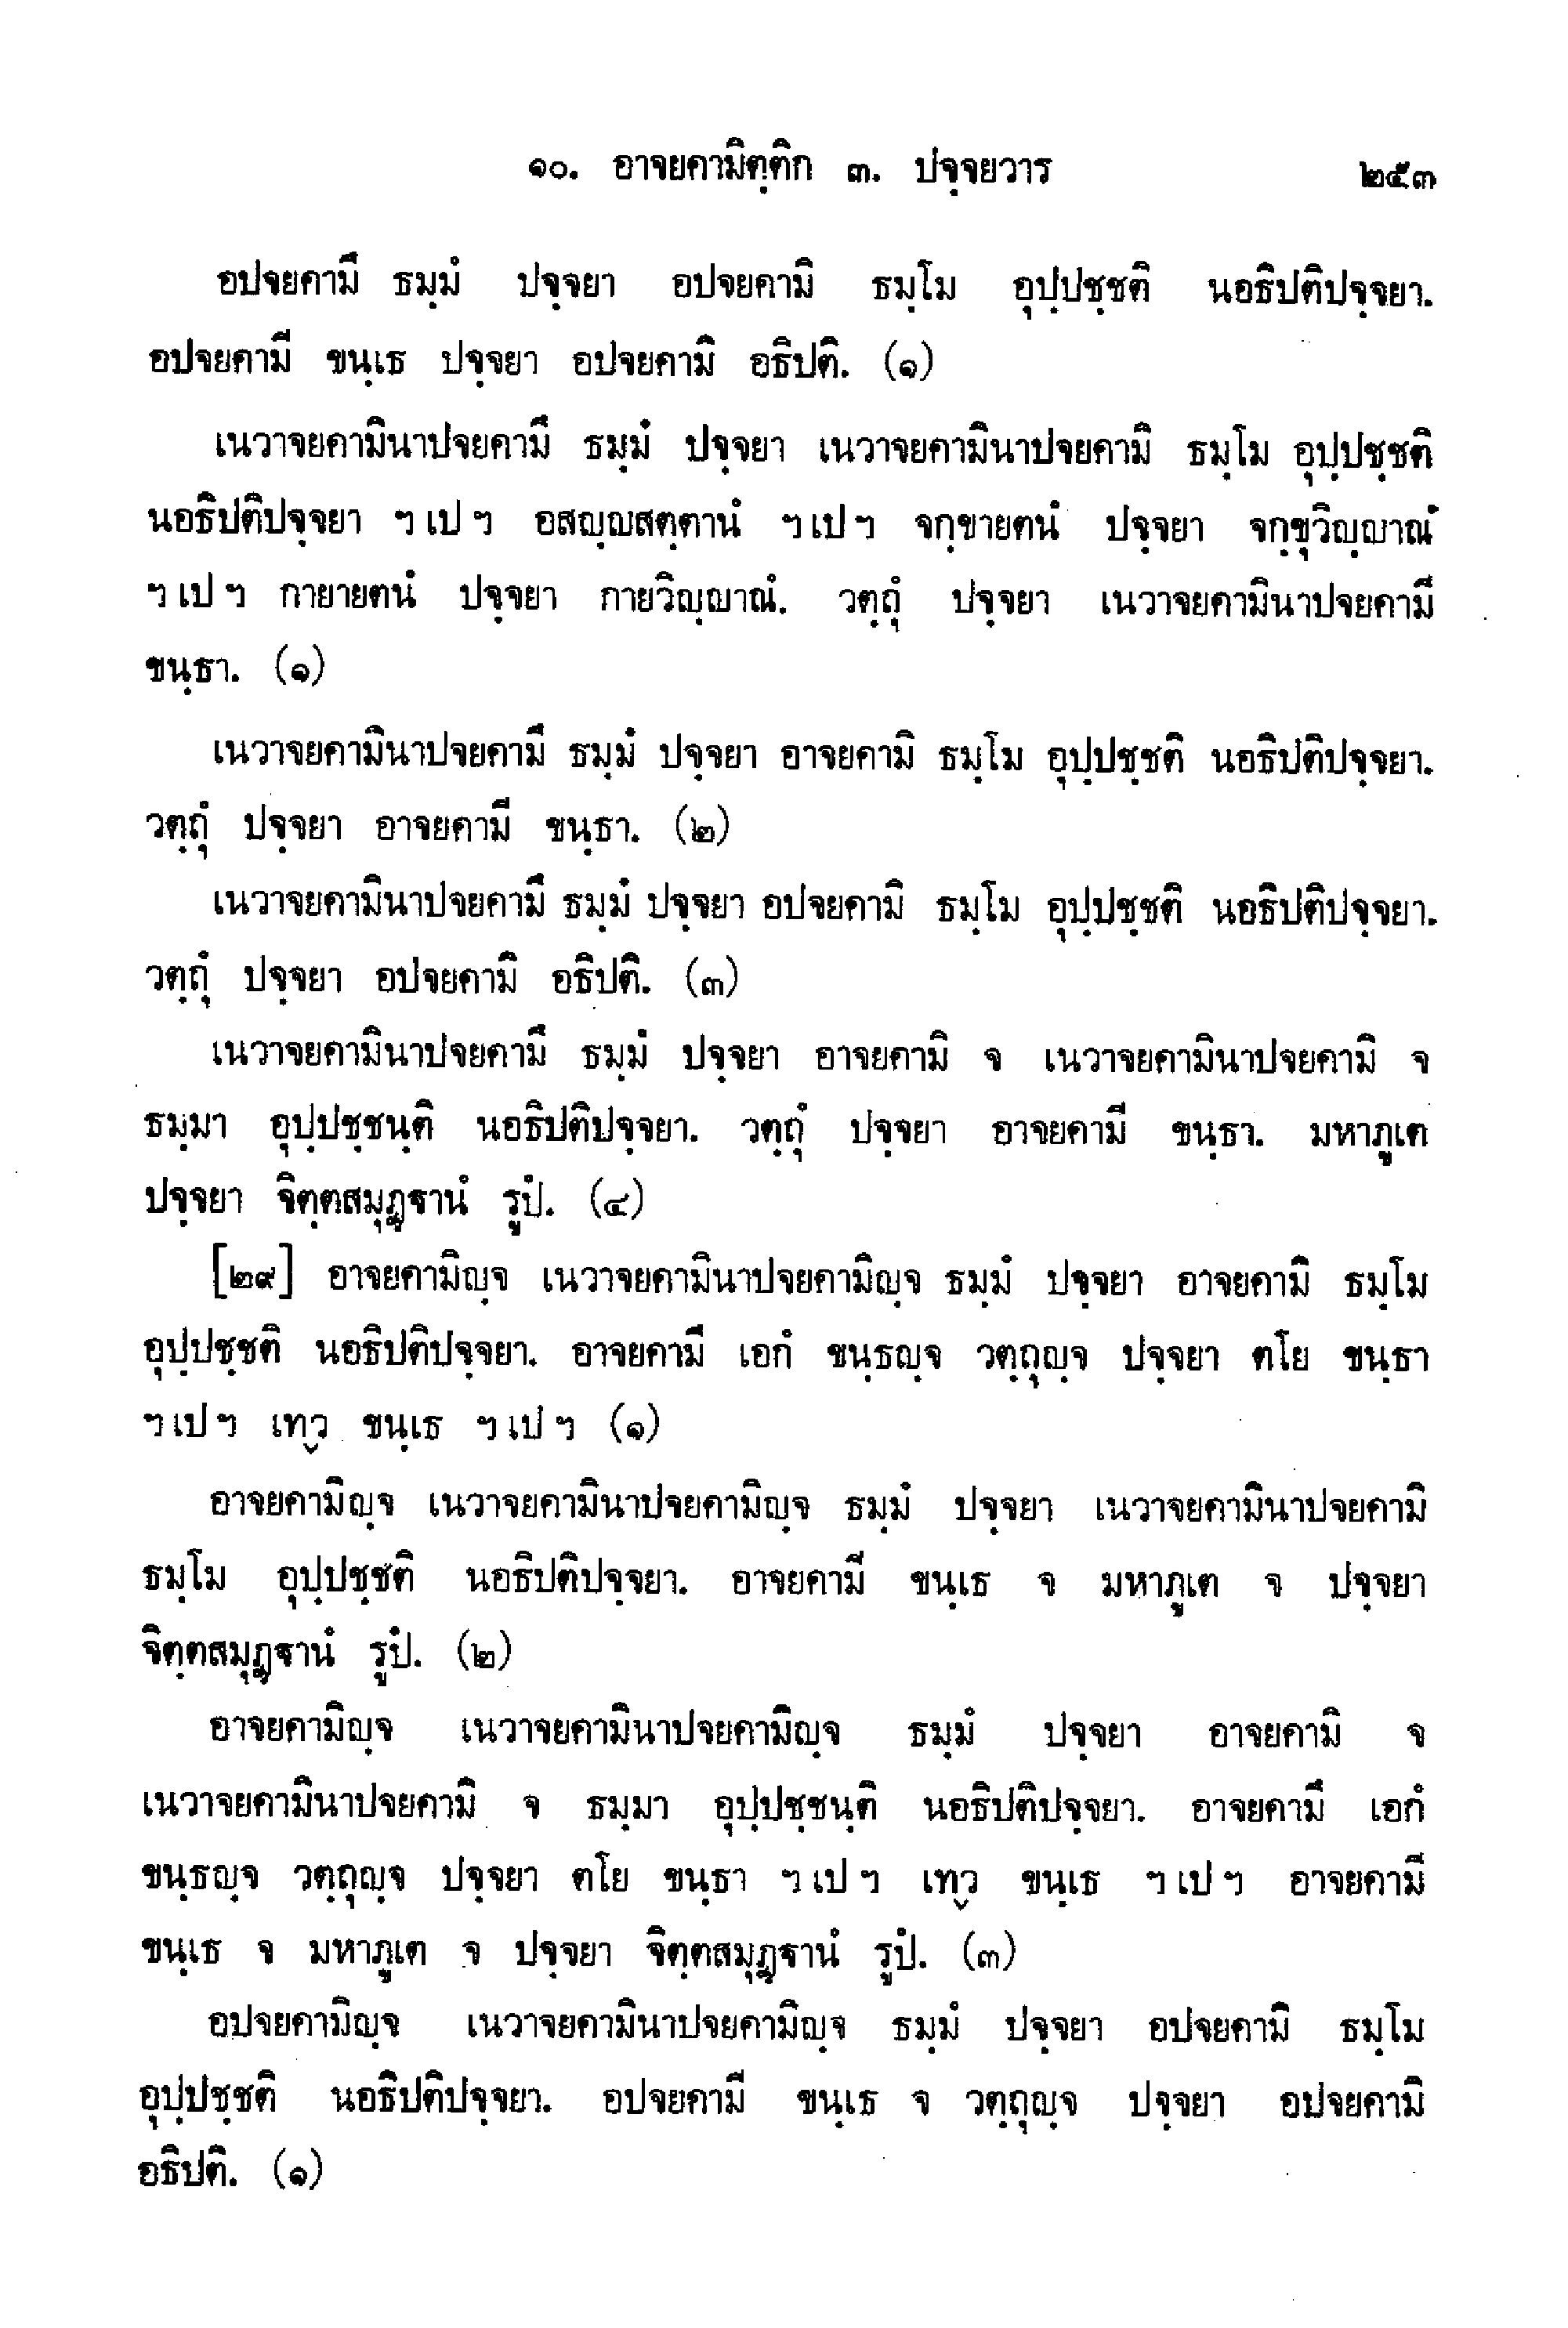 ๑๐. อาจยคามิตฺติก ๓. ปจฺจยวาร ๒๕๓
อปจยคามึ ธมฺมํ ปจฺจยา อปจยคามิ ธมฺโม อุปฺปชฺชติ นอธิปติปจฺจยา.
อปจยคามี ขนฺเธ ปจฺจยา อปจยคามิ อธิปติ. (๑)
เนวาจยคามินาปจยคามึ ธมฺมํ ปจฺจยา เนวาจยคามินาปจยคามิ ธมฺโม อุปฺปชฺชติ
นอธิปติปจฺจยา ฯ เป ฯ อสญฺญสตฺตานํ ฯ เป ฯ จกฺขายตนํ ปจฺจยา จกฺขุวิญฺญาณํ
ฯ เป ฯ กายายตนํ ปจฺจยา กายวิญฺญาณํ. วตฺถุํ ปจฺจยา เนวาจยคามินาปจยคามี
ขนฺธา. (๑)
เนวาจยคามินาปจยคามึ ธมฺมํ ปจฺจยา อาจยคามิ ธมฺโม อุปฺปชฺชติ นอธิปติปจฺจยา.
วตฺถุํ ปจฺจยา อาจยคามี ขนฺธา. (๒)
เนวาจยคามินาปจยคามึ ธมฺมํ ปจฺจยา อปจยคามิ ธมฺโม อุปฺปชฺชติ นอธิปติปจฺจยา.
วตฺถุํ ปจฺจยา อปจยคามิ อธิปติ. (๓)
เนวาจยคามินาปจยคามึ ธมฺมํ ปจฺจยา อาจยคามิ จ เนวาจยคามินาปจยคามิ จ
ธมฺมา อุปฺปชฺชนฺติ นอธิปติปจฺจยา. วตฺถุํ ปจฺจยา อาจยคามี ขนฺธา. มหาภูเต
ปจฺจยา จิตฺตสมุฏฺฐานํ รูปํ. (๔)
[๒๙] อาจยคามิญฺจ เนวาจยคามินาปจยคามิญฺจ ธมฺมํ ปจฺจยา อาจยคามิ ธมฺโม
อุปฺปชฺชติ นอธิปติปจฺจยา. อาจยคามึ เอกํ ขนฺธญฺจ วตฺถุญฺจ ปจฺจยา ตโย ขนฺธา
ฯ เป ฯ เทฺว ขนฺเธ ฯ เป ฯ (๑)
อาจยคามิญฺจ เนวาจยคามินาปจยคามิญฺจ ธมฺมํ ปจฺจยา เนวาจยคามินาปจยคามิ
ธมฺโม อุปฺปชฺชติ นอธิปติปจฺจยา. อาจยคามี ขนฺเธ จ มหาภูเต จ ปจฺจยา
จิตฺตสมุฏฺฐานํ รูปํ. (๒)
อาจยคามิญฺจ เนวาจยคามินาปจยคามิญฺจ ธมฺมํ ปจฺจยา อาจยคามิ จ
เนวาจยคามินาปจยคามิ จ ธมฺมา อุปฺปชฺชนฺติ นอธิปติปจฺจยา. อาจยคามึ เอกํ
ขนฺธญฺจ วตฺถุญฺจ ปจฺจยา ตโย ขนฺธา ฯ เป ฯ เทฺว ขนฺเธ ฯ เป ฯ อาจยคามี
ขนฺเธ จ มหาภูเต จ ปจฺจยา จิตฺตสมุฏฺฐานํ รูปํ. (๓)
อปจยคามิญฺจ เนวาจยคามินาปจยคามิญฺจ ธมฺมํ ปจฺจยา อปจยคามิ ธมฺโม
อุปฺปชฺชติ นอธิปติปจฺจยา. อปจยคามี ขนฺเธ จ วตฺถุญฺจ ปจฺจยา อปจยคามิ
อธิปติ. (๑)